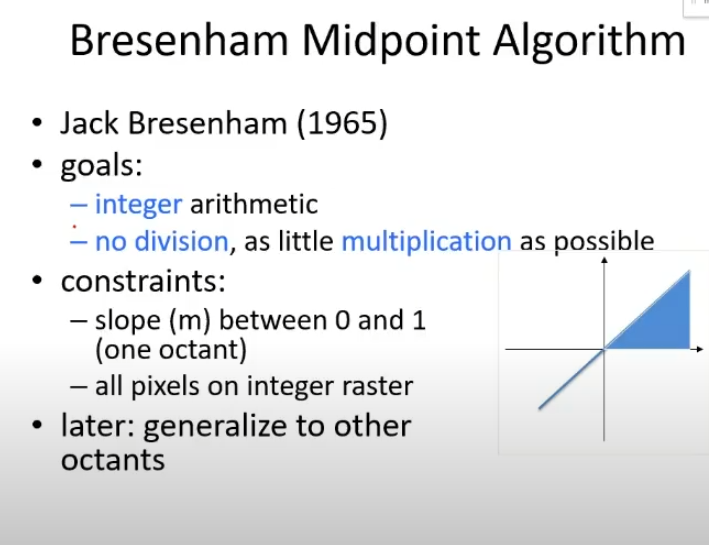 Bresenham Midpoint Algorithm
• Jack Bresenham (1965)
• goals:
– integer arithmetic
– no division, as little multiplication as possible
• constraints:
– slope (m) between 0 and 1
(one octant)
– all pixels on integer raster
• later: generalize to other
octants